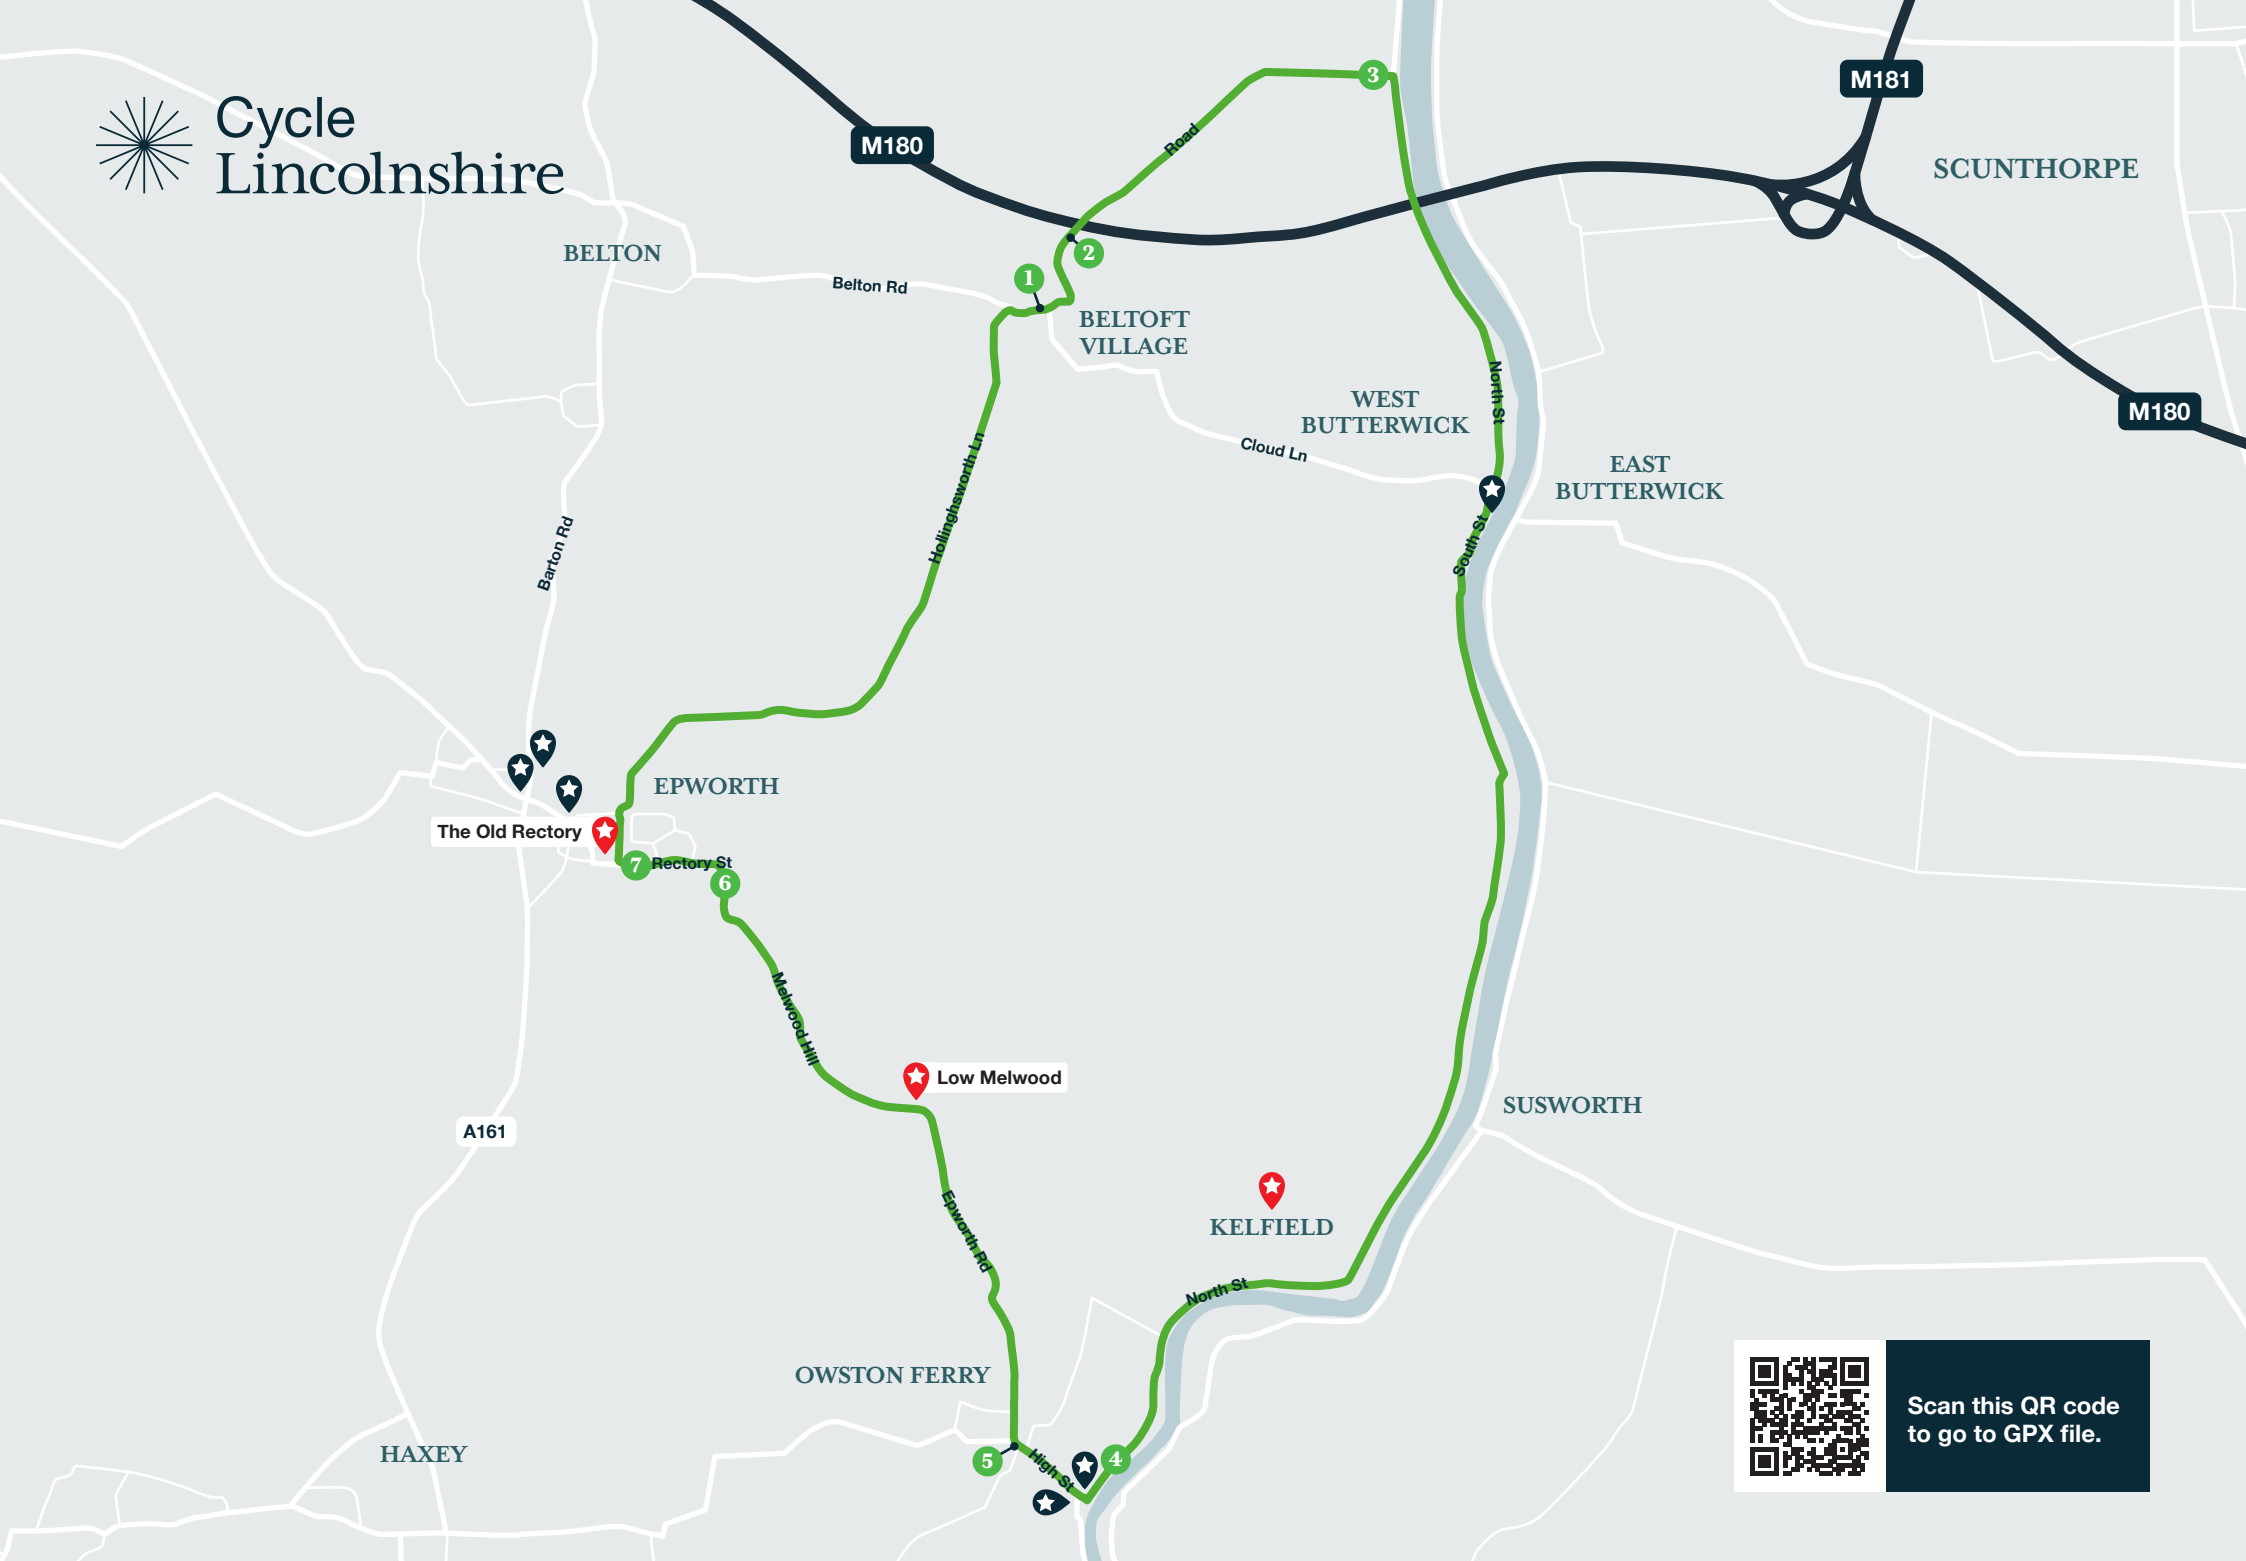 Cycle
Lincolnshire
M180
M181
SCUNTHORPE
3
Road
BELTON
2
1
Belton Rd
BELTOFT
VILLAGE
North St
WEST
BUTTERWICK
M180
Cloud Ln
EAST
BUTTERWICK
Hollinghsworth Ln
South St
Barton Rd
EPWORTH
The Old Rectory
7
Rectory St
6
Melwood Hill
Low Melwood
A161
SUSWORTH
KELFIELD
Epworth Rd
North St
OWSTON FERRY
HAXEY
5
High St
4
Scan this QR code
to go to GPX file.